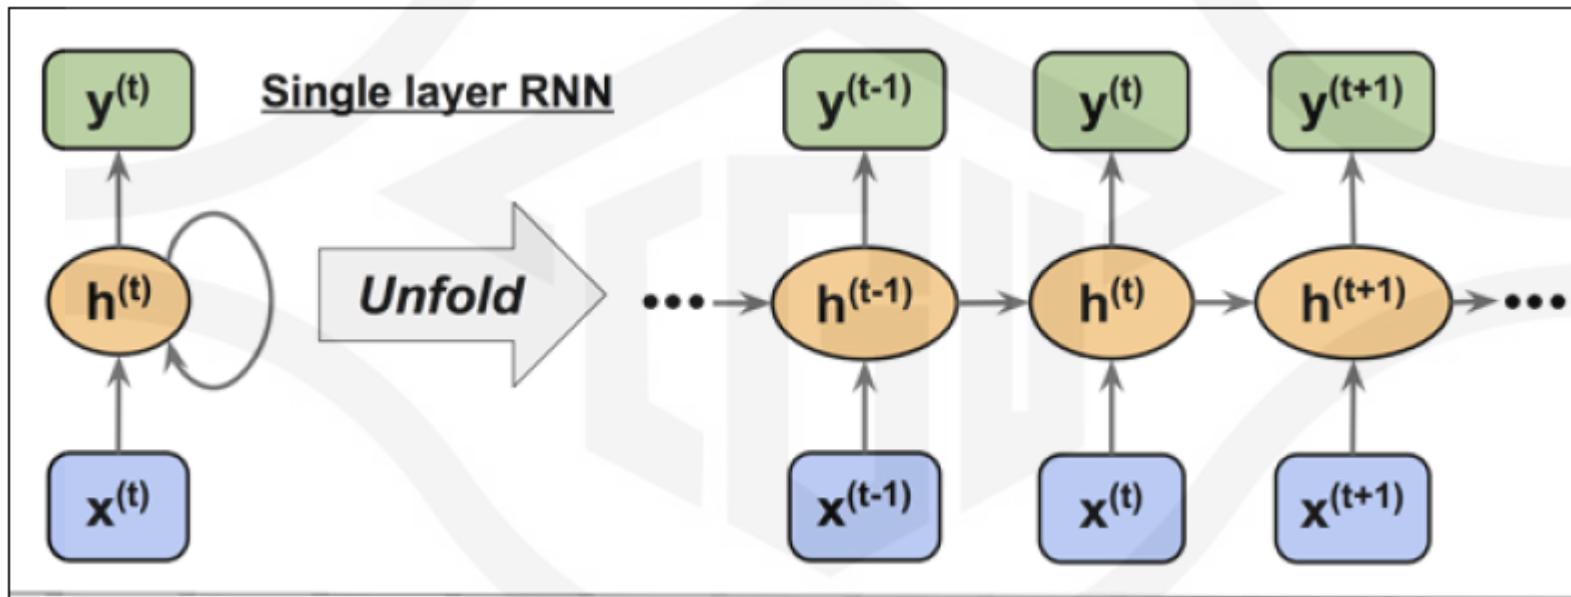 y(t) Single layer RNN y(t-1) y(t) y(t+1)
h(t) Unfold ••• h(t-1) h(t) h(t+1) •••
x(t) x(t-1) x(t) x(t+1)